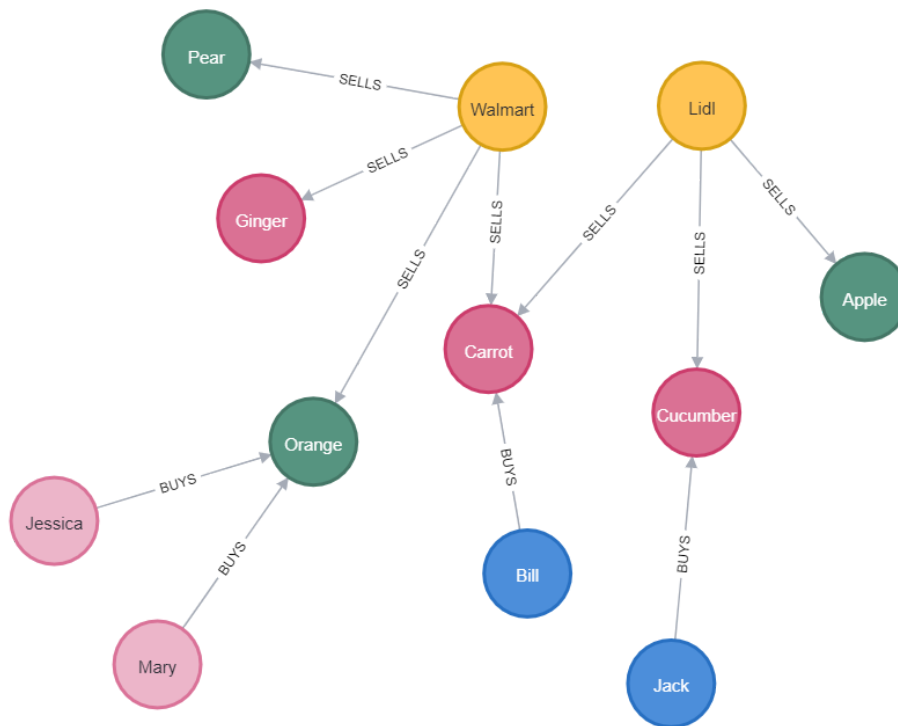 Pear
SELLS
Walmart
Lidl
SELLS
Ginger
SELLS
SELLS
SELLS
SELLS
SELLS
Apple
Carrot
Cucumber
Orange
BUYS
BUYS
Jessica
BUYS
BUYS
Bill
Mary
Jack